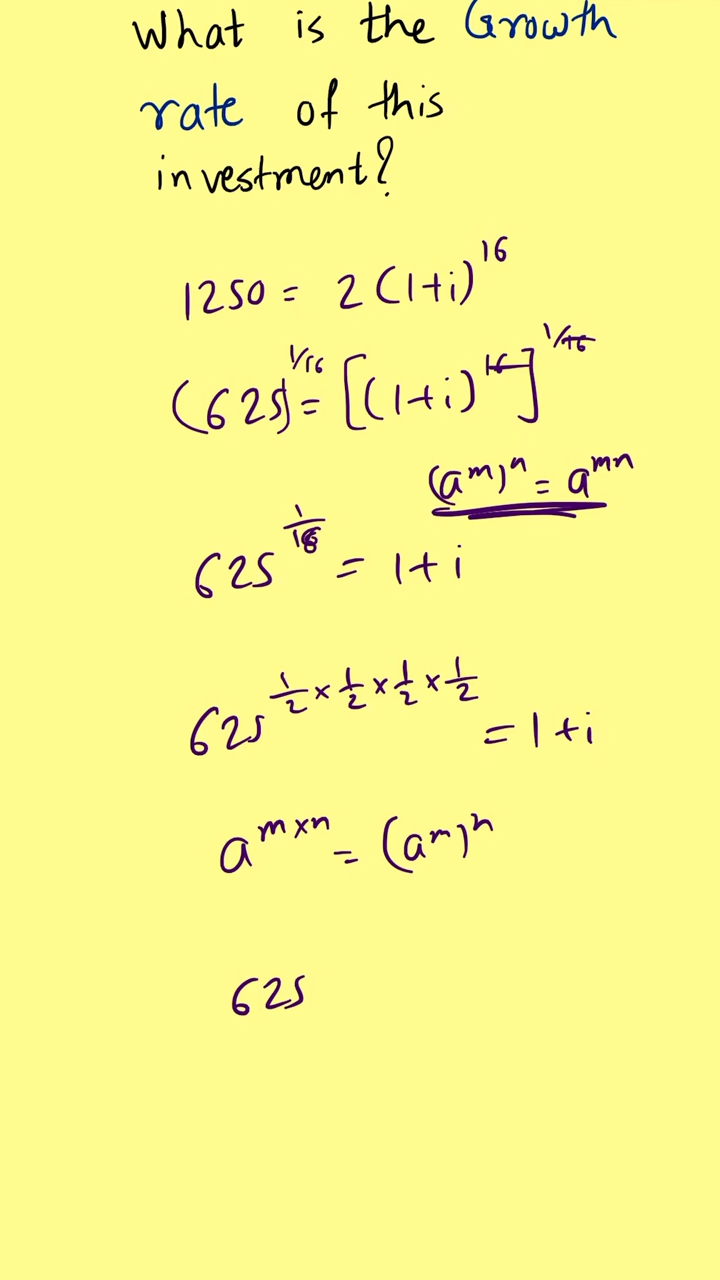 What is the Growth
rate of this
investment?
1250 = 2(1+i)^16
(625)^1/16 = [(1+i)^16]^1/16
(a^m)^n = a^mn
625^1/16 = 1+i
625^1/2 × 1/2 × 1/2 × 1/2 = 1+i
a^m×n = (a^m)^n
625